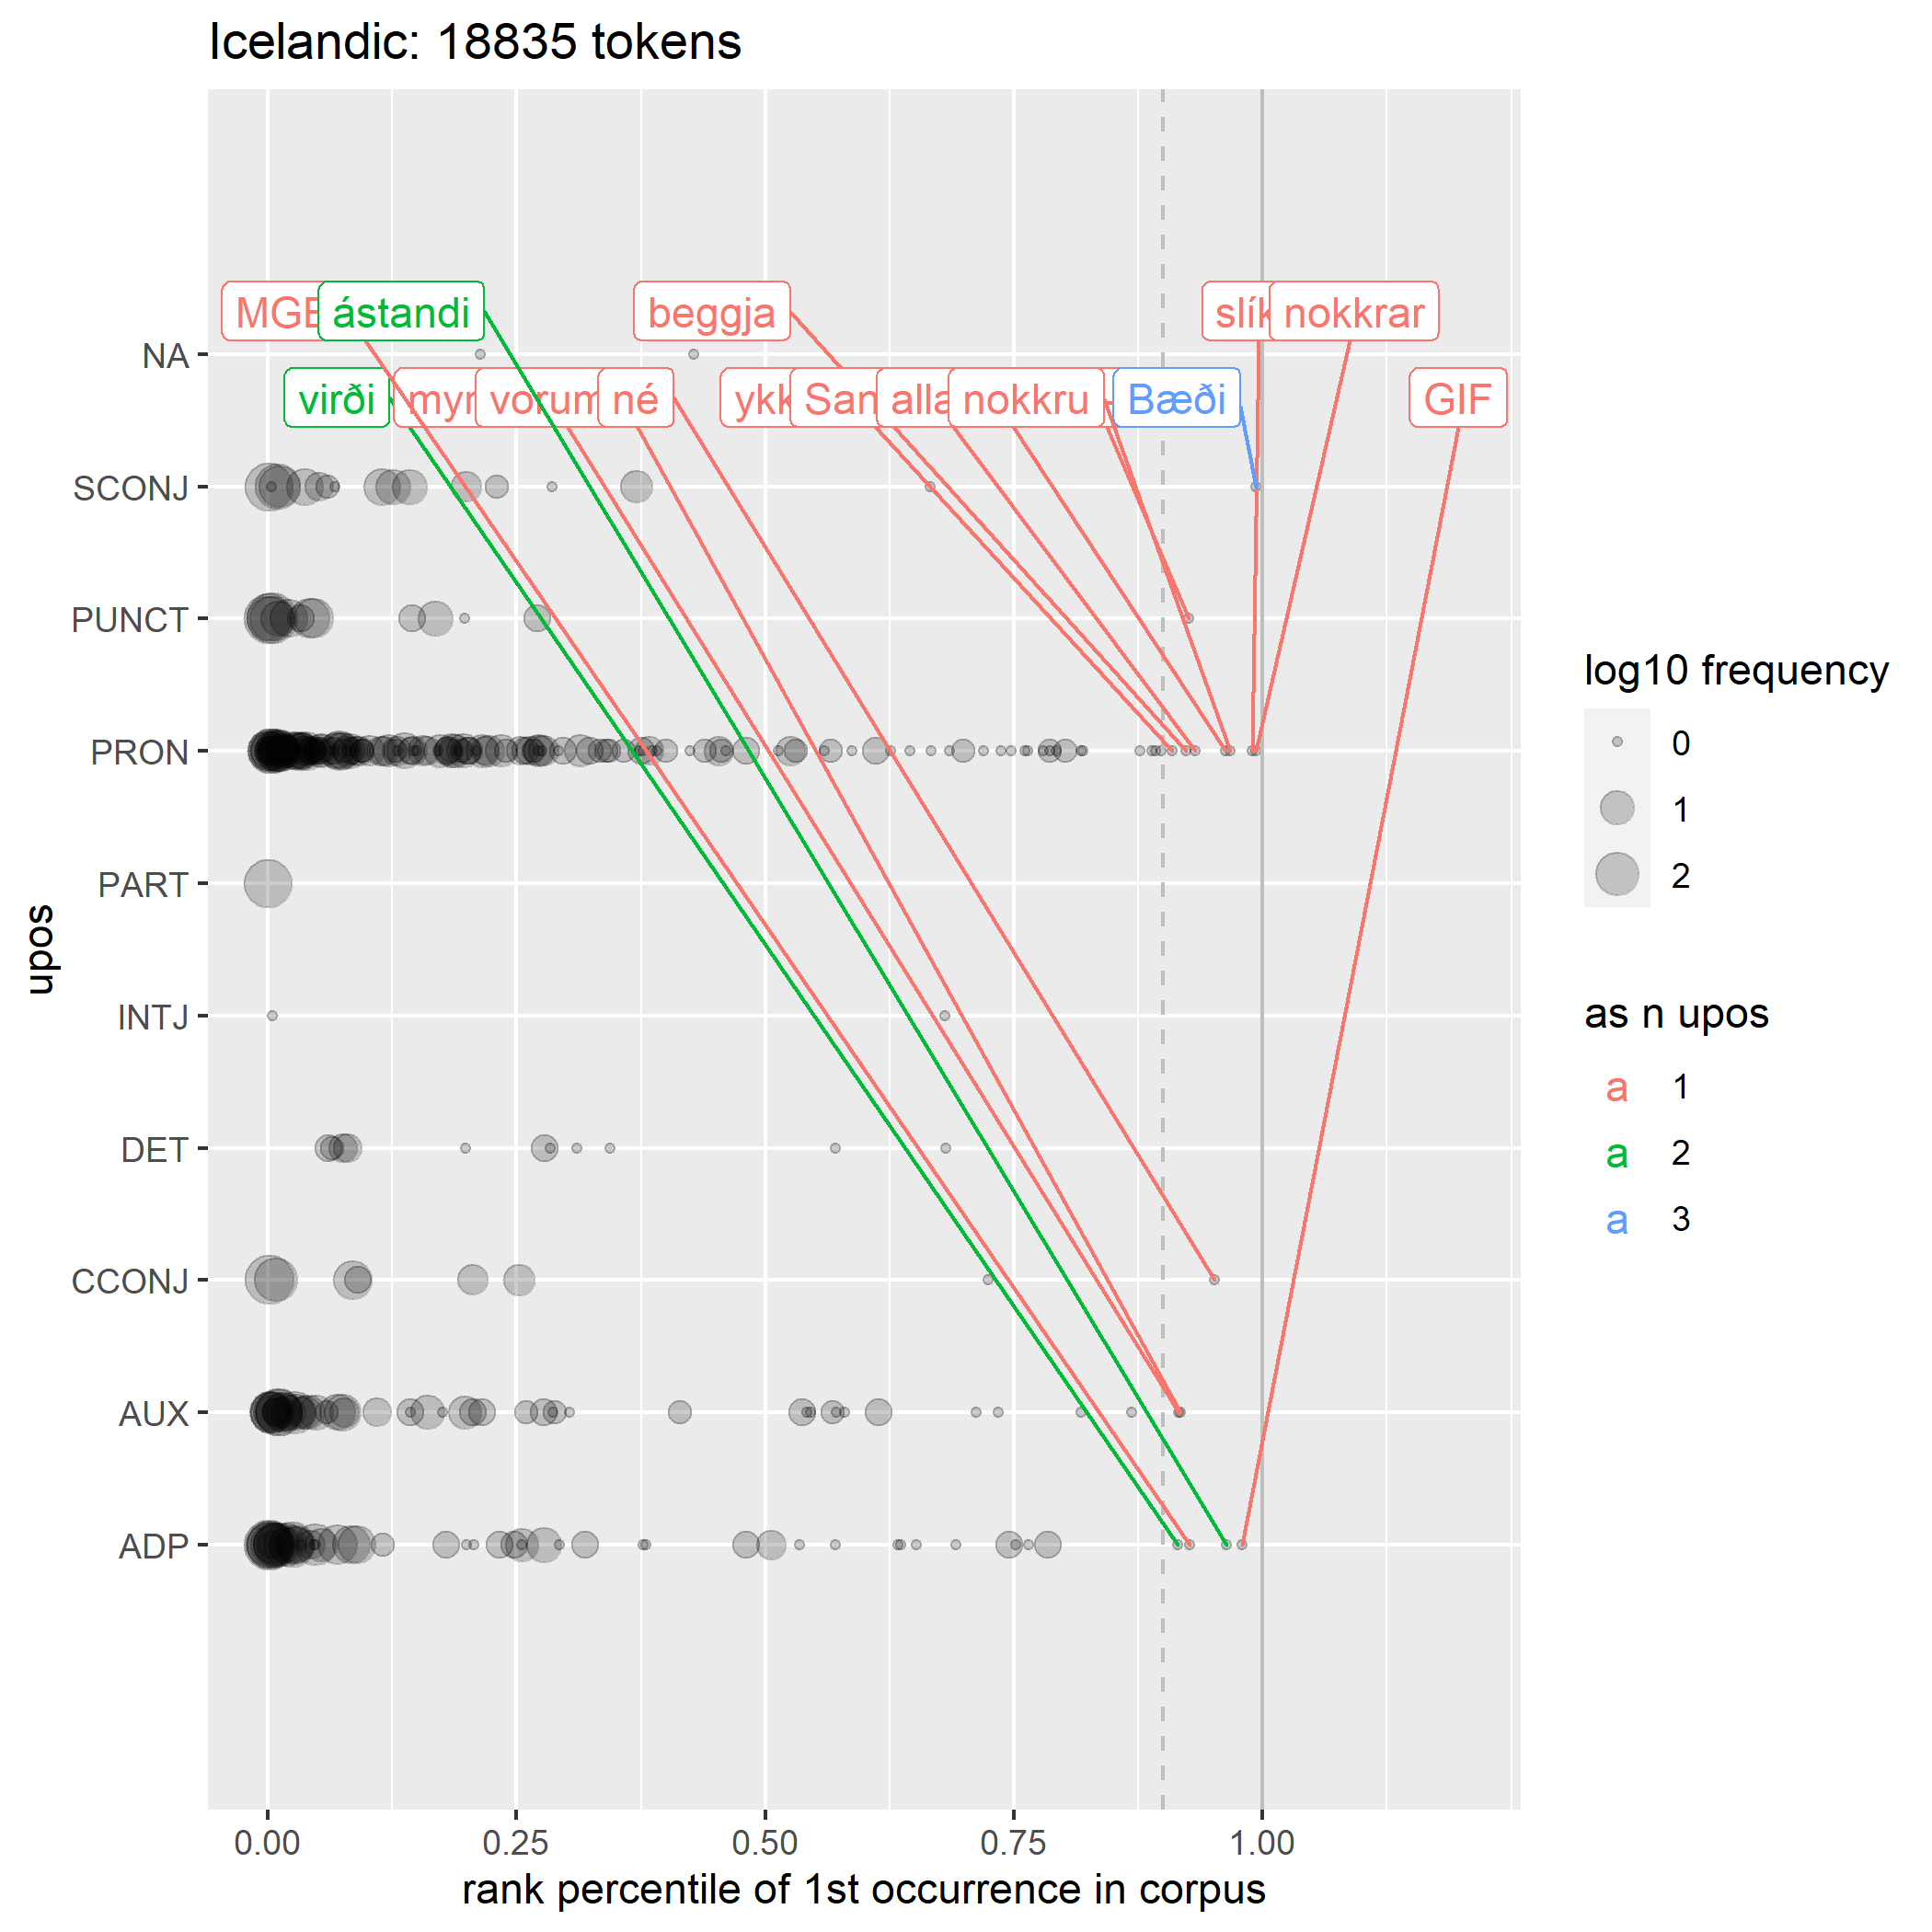 Icelandic: 18835 tokens
ástandi
beggja
nokkrar
NA
virði
né
nokkru
Bæði
GIF
SCONJ
PUNCT
PRON
PART
INTJ
DET
CCONJ
AUX
ADP
upos
0.00 0.25 0.50 0.75 1.00
rank percentile of 1st occurrence in corpus
log10 frequency
0
1
2
as n upos
a 1
a 2
a 3